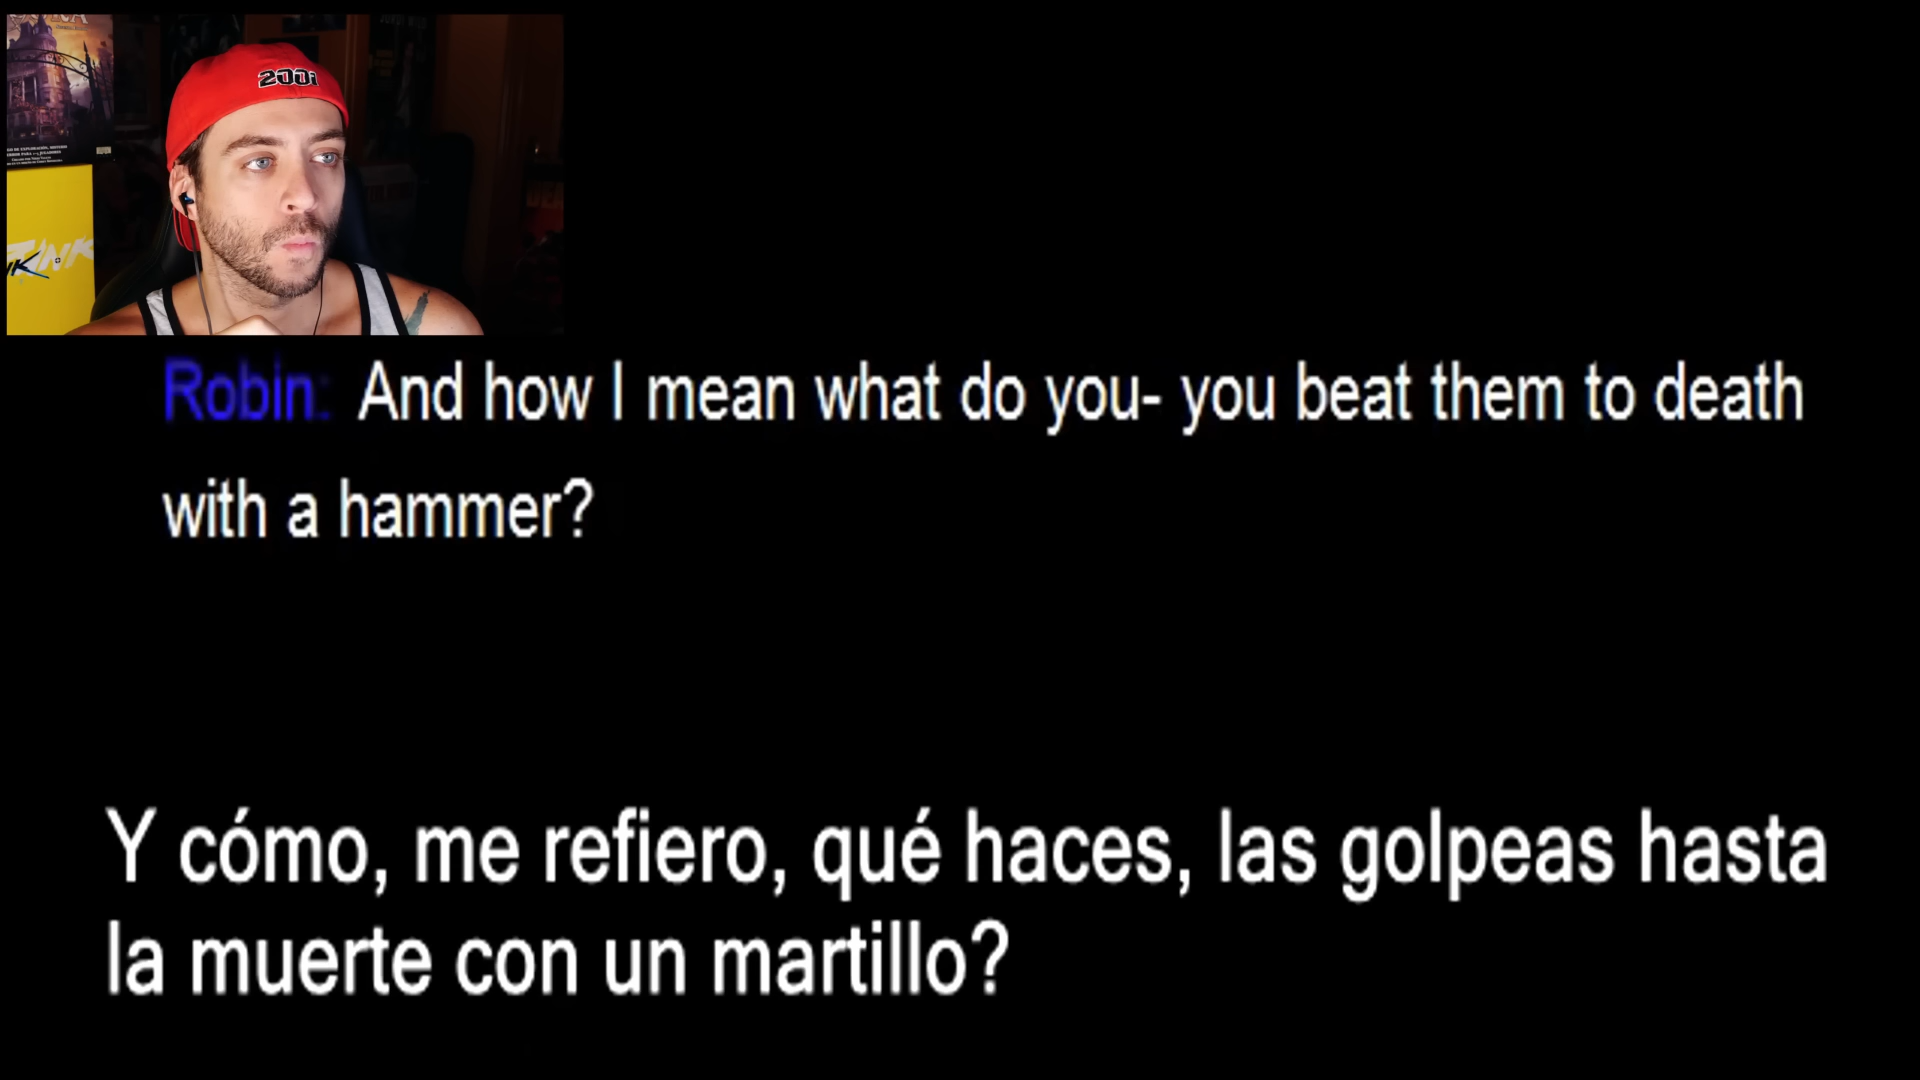 2001
Robin: And how I mean what do you- you beat them to death
with a hammer?
Y cómo, me refiero, qué haces, las golpeas hasta
la muerte con un martillo?